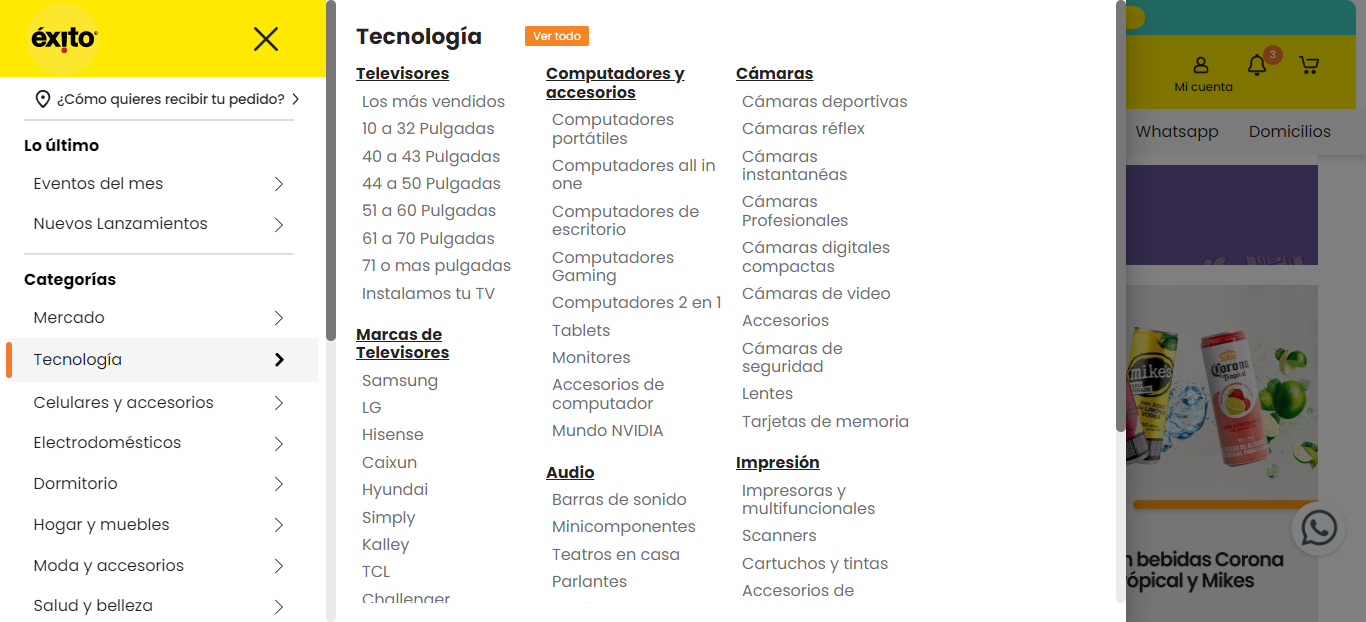 éxito
¿Cómo quieres recibir tu pedido?
Lo último
Eventos del mes
Nuevos Lanzamientos
Categorías
Mercado
Tecnología
Celulares y accesorios
Electrodomésticos
Dormitorio
Hogar y muebles
Moda y accesorios
Salud y belleza
Tecnología
Ver todo
Televisores
Los más vendidos
10 a 32 Pulgadas
40 a 43 Pulgadas
44 a 50 Pulgadas
51 a 60 Pulgadas
61 a 70 Pulgadas
71 o mas pulgadas
Instalamos tu TV
Marcas de
Televisores
Samsung
LG
Hisense
Caixun
Hyundai
Simply
Kalley
TCL
Challenger
Computadores y
accesorios
Computadores
portátiles
Computadores all in
one
Computadores de
escritorio
Computadores
Gaming
Computadores 2 en 1
Tablets
Monitores
Accesorios de
computador
Mundo NVIDIA
Audio
Barras de sonido
Minicomponentes
Teatros en casa
Parlantes
Cámaras
Cámaras deportivas
Cámaras réflex
Cámaras
instantanéas
Cámaras
Profesionales
Cámaras digitales
compactas
Cámaras de video
Accesorios
Cámaras de
seguridad
Lentes
Tarjetas de memoria
Impresión
Impresoras y
multifuncionales
Scanners
Cartuchos y tintas
Accesorios de
3
Mi cuenta
Whatsapp
Domicilios
mike's
Corona
Tropical
n bebidas Corona
rópical y Mikes